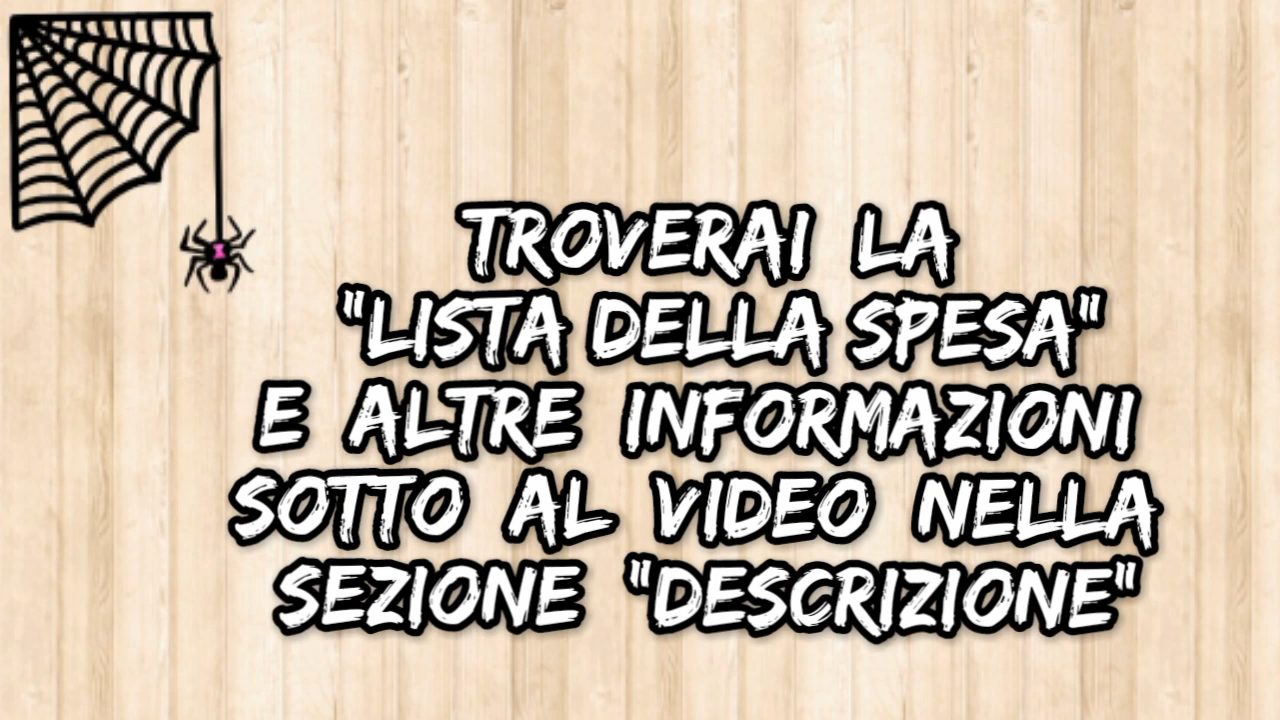 TROVERAI LA
"LISTA DELLA SPESA"
E ALTRE INFORMAZIONI
SOTTO AL VIDEO NELLA
SEZIONE "DESCRIZIONE"